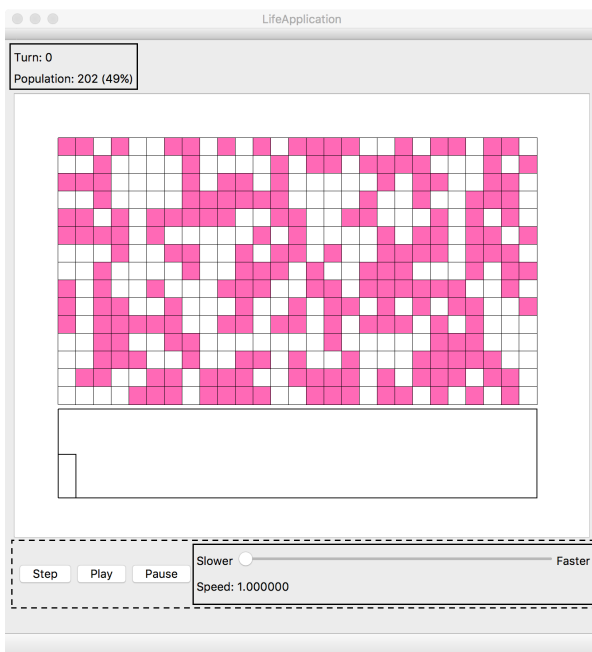 LifeApplication
Turn: 0
Population: 202 (49%)
Slower
Faster
Step
Play
Pause
Speed: 1.000000